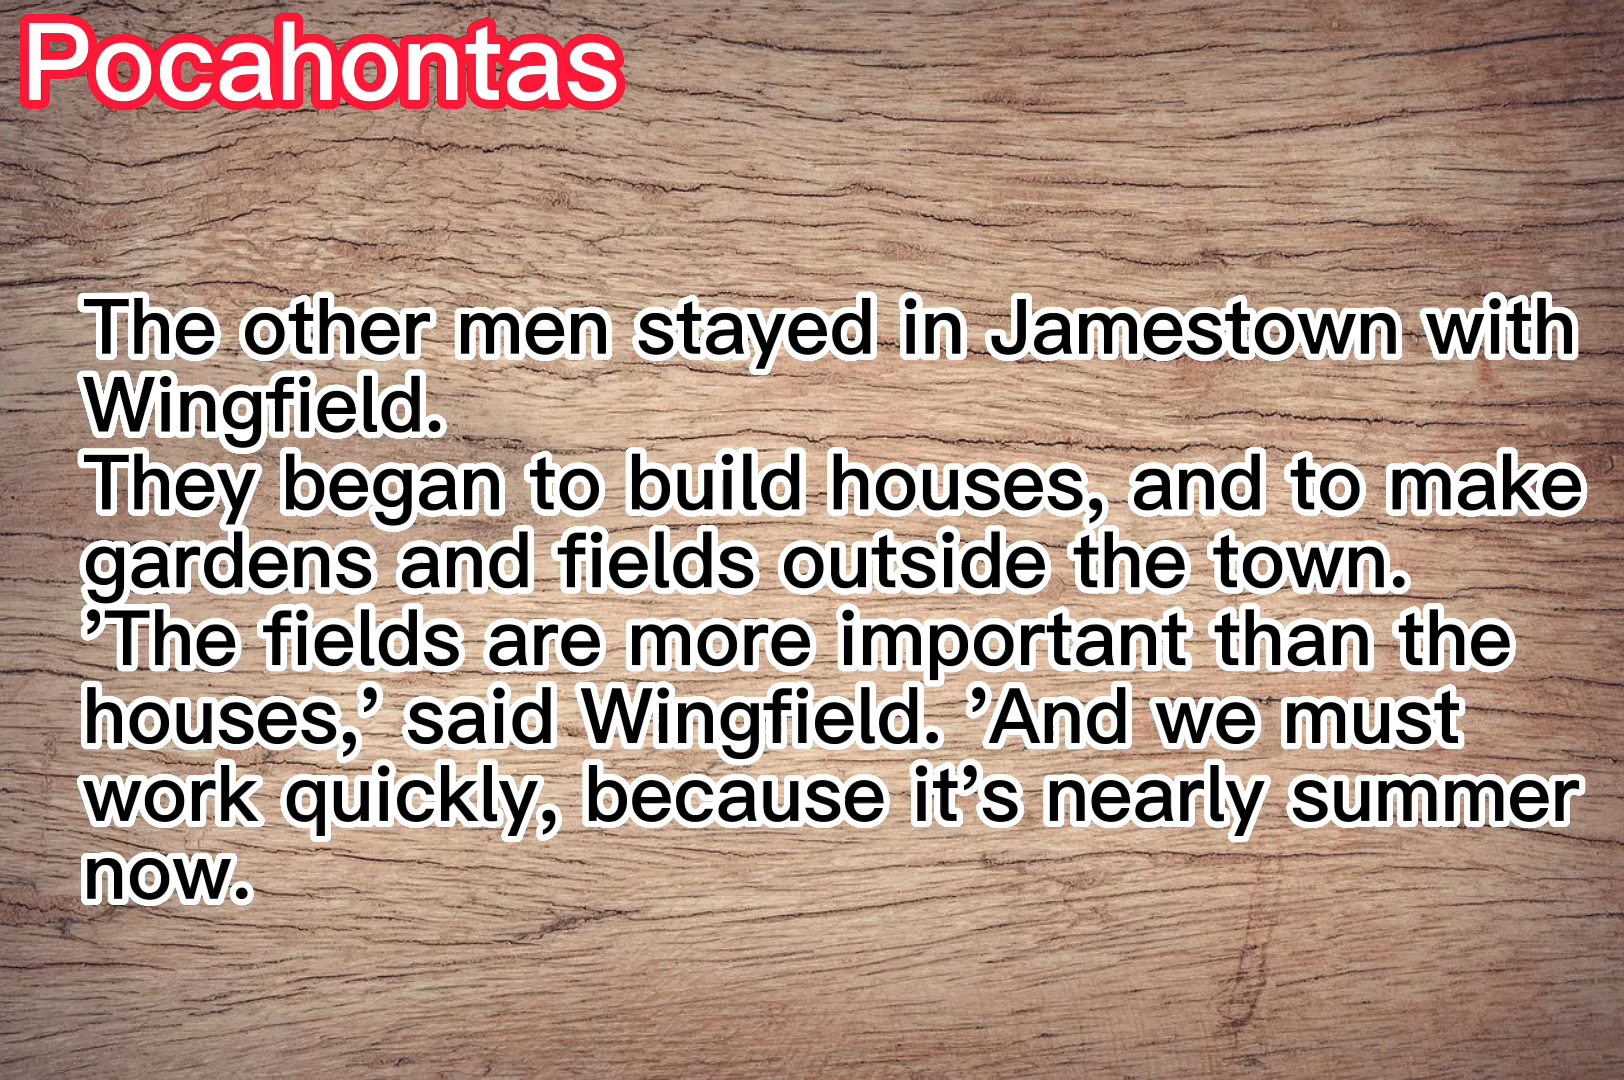 Pocahontas
The other men stayed in Jamestown with
Wingfield.
They began to build houses, and to make
gardens and fields outside the town.
’The fields are more important than the
houses,’ said Wingfield. ’And we must
work quickly, because it’s nearly summer
now.